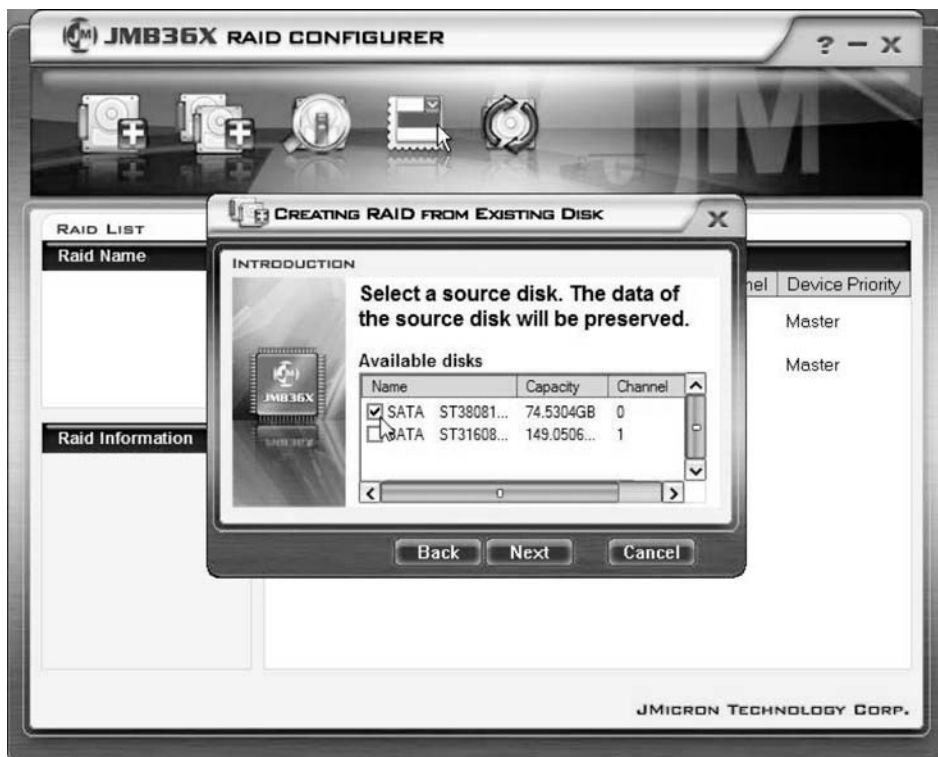 JMB36X RAID CONFIGURER
? – X
JM
RAID LIST
Raid Name
nel Device Priority
Master
Master
Raid Information
CREATING RAID FROM EXISTING DISK
X
INTRODUCTION
JMB36X
Select a source disk. The data of
the source disk will be preserved.
Available disks
Name Capacity Channel
SATA ST38081... 74.5304GB 0
SATA ST31608... 149.0506... 1
Back Next Cancel
JMICRON TECHNOLOGY CORP.